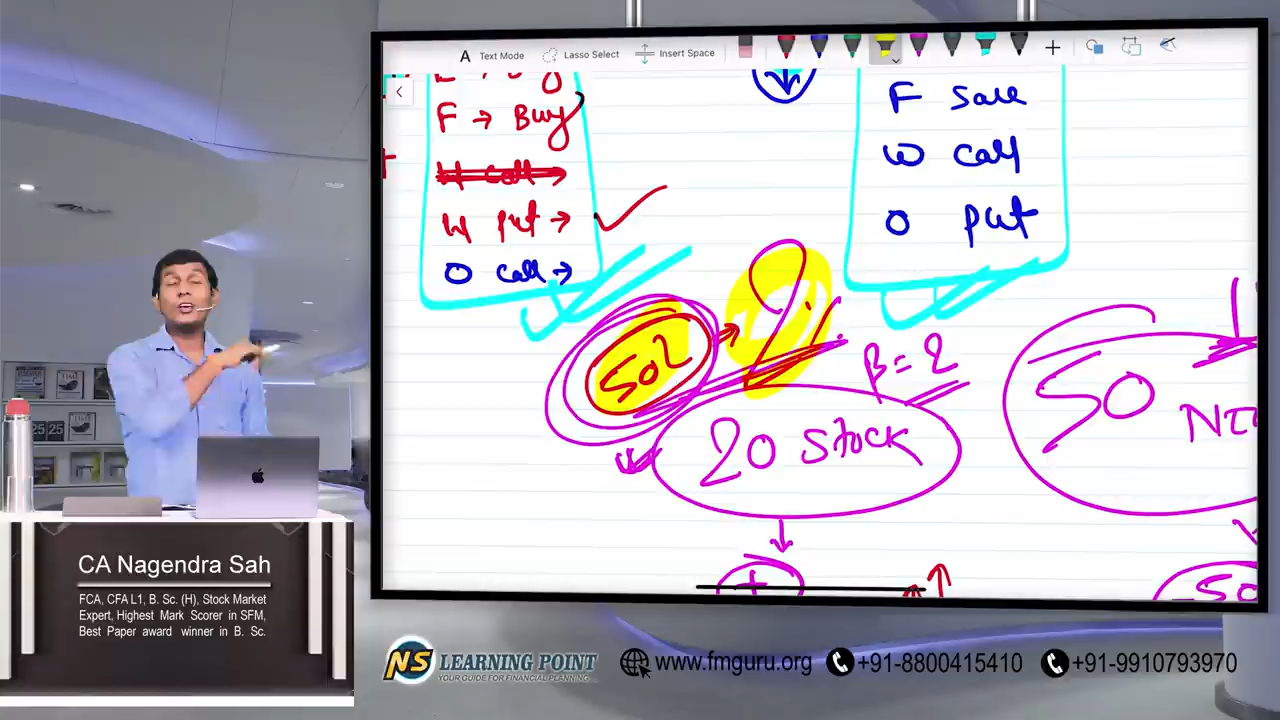 Text Mode
Lasso Select
Insert Space
F → Buy
W call →
W put → ✓
O call →
F Sale
W call
O put
50L → 2%
β = 2
20 Stock
50
CA Nagendra Sah
FCA, CFA L1, B. Sc. (H), Stock Market
Expert, Highest Mark Scorer in SFM,
Best Paper award winner in B. Sc.
NS LEARNING POINT
YOUR GUIDE FOR FINANCIAL PLANNING
www.fmguru.org
+91-8800415410
+91-9910793970